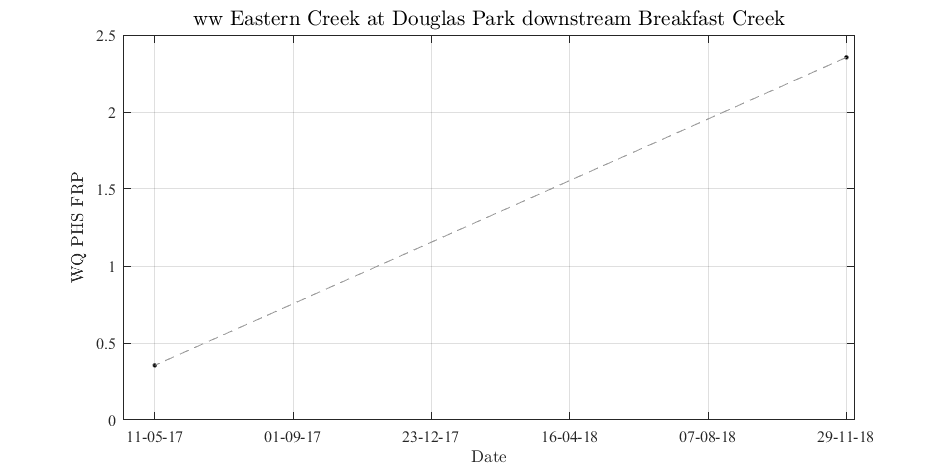 ww Eastern Creek at Douglas Park downstream Breakfast Creek
2.5
2
1.5
1
0.5
0
WQ PHS FRP
11-05-17 01-09-17 23-12-17 16-04-18 07-08-18 29-11-18
Date